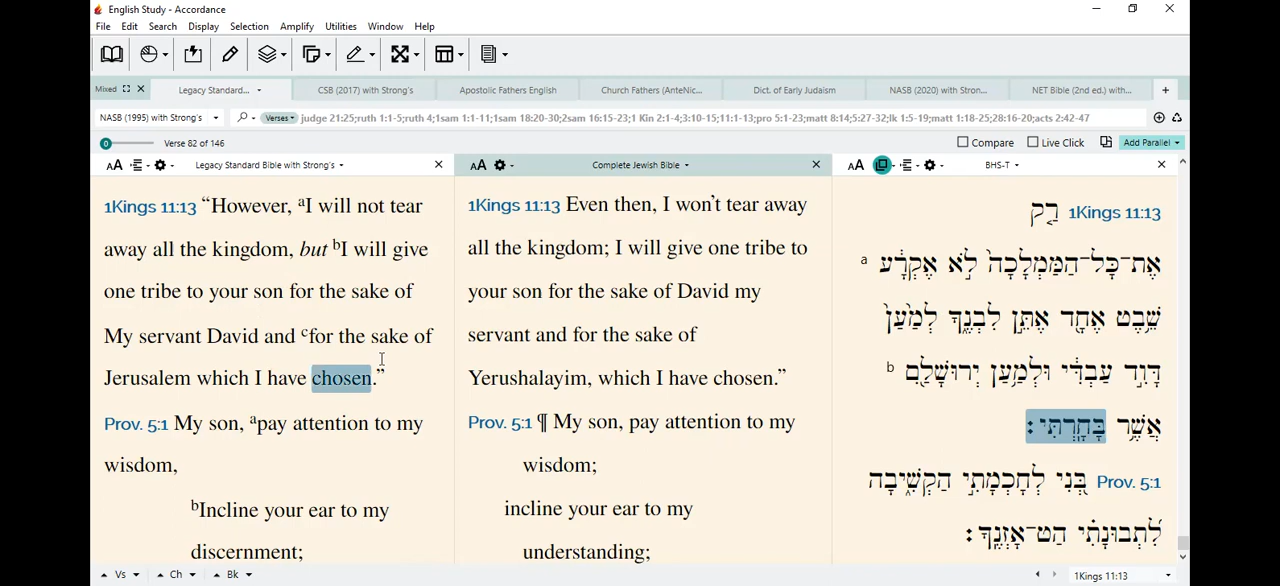 English Study - Accordance
File Edit Search Display Selection Amplify Utilities Window Help
Mixed Legacy Standard... CSB (2017) with Strong's Apostolic Fathers English Church Fathers (AnteNic... Dict. of Early Judaism NASB (2020) with Stron... NET Bible (2nd ed.) with... +
NASB (1995) with Strong's Verses judge 21:25;ruth 1:1-5;ruth 4;1sam 1:1-11;1sam 18:20-30;2sam 16:15-23;1 Kin 2:1-4;3:10-15;11:1-13;pro 5:1-23;matt 8:14;5:27-32;lk 1:5-19;matt 1:18-25;28:16-20;acts 2:42-47
0 Verse 82 of 146 Compare Live Click Add Parallel
AA Legacy Standard Bible with Strong's
1Kings 11:13 “However, aI will not tear
away all the kingdom, but bI will give
one tribe to your son for the sake of
My servant David and cfor the sake of
Jerusalem which I have chosen.”
Prov. 5:1 My son, apay attention to my
wisdom,
bIncline your ear to my
discernment;
AA Complete Jewish Bible
1Kings 11:13 Even then, I won’t tear away
all the kingdom; I will give one tribe to
your son for the sake of David my
servant and for the sake of
Yerushalayim, which I have chosen.”
Prov. 5:1 ¶ My son, pay attention to my
wisdom;
incline your ear to my
understanding;
AA BHS-T
1Kings 11:13 רַ֤ק
אֶת־כָּל־הַמַּמְלָכָה֙ לֹ֣א אֶקְרָ֔ע a
שֵׁ֥בֶט אֶחָ֖ד אֶתֵּ֣ן לִבְנֶ֑ךָ לְמַ֙עַן֙
דָּוִ֣ד עַבְדִּ֔י וּלְמַ֥עַן יְרוּשָׁלַ֖͏ִם b
אֲשֶׁ֥ר בָּחָֽרְתִּי׃
Prov. 5:1 בְּ֭נִי לְחָכְמָתִ֣י הַקְשִׁ֑יבָה
לִ֝תְבוּנָתִ֗י הַט־אָזְנֶֽךָ׃
Vs Ch Bk 1Kings 11:13